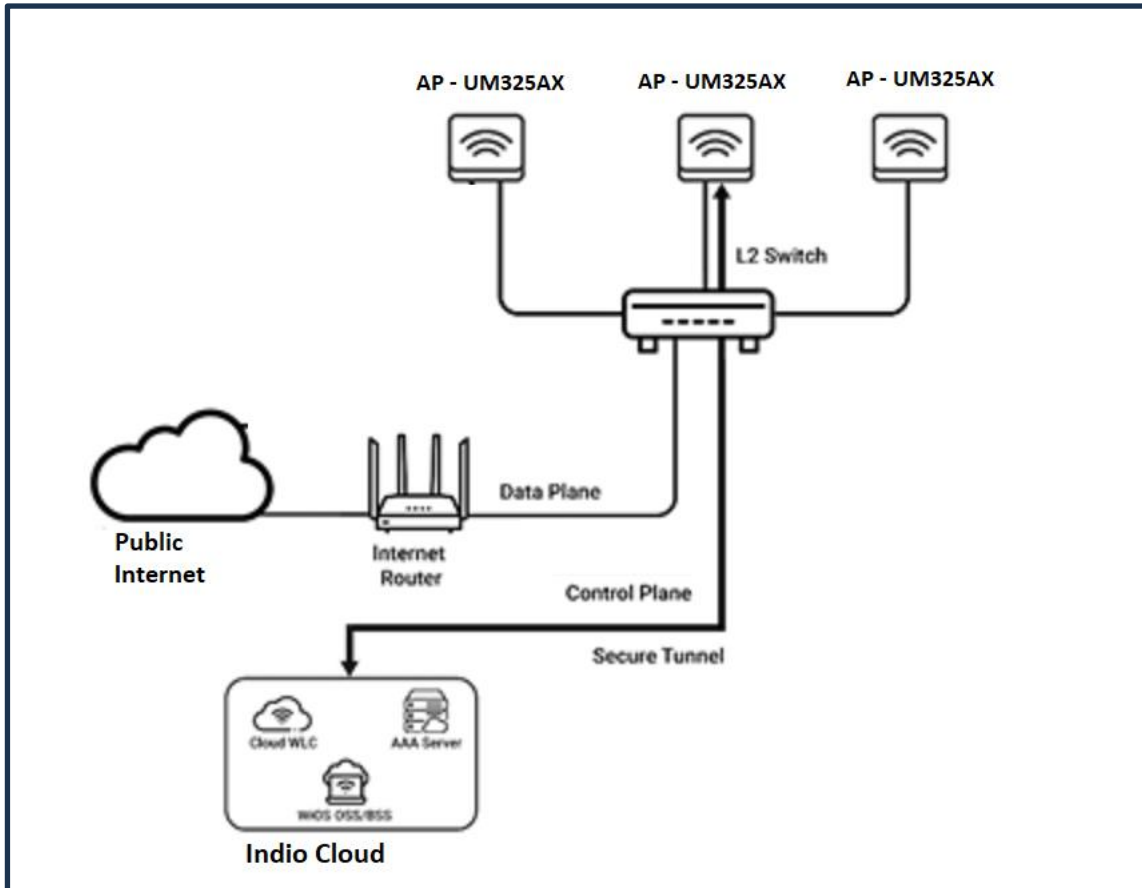 AP - UM325AX
AP - UM325AX
AP - UM325AX
L2 Switch
Data Plane
Public
Internet
Internet
Router
Control Plane
Secure Tunnel
Cloud WLC
AAA Server
WiOS OSS/BSS
Indio Cloud